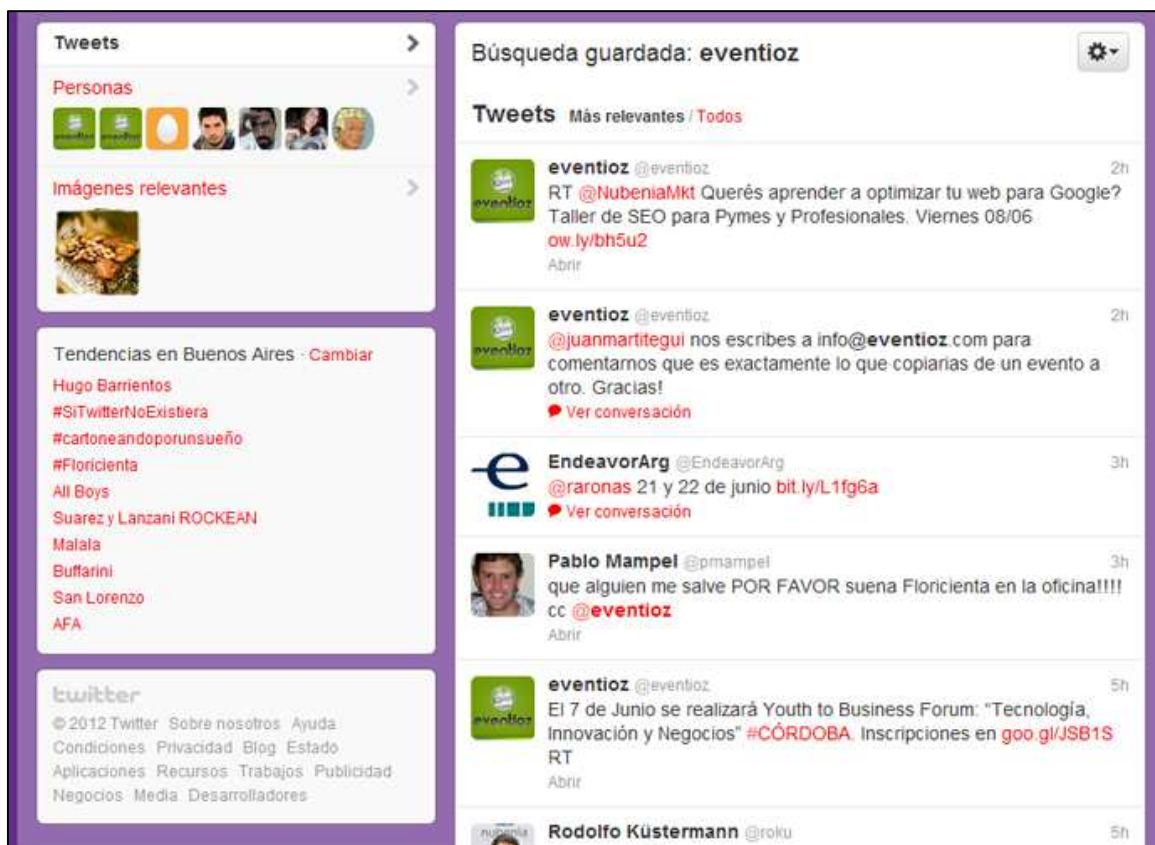 Tweets
Personas
Imágenes relevantes
Tendencias en Buenos Aires · Cambiar
Hugo Barrientos
#SiTwitterNoExistiera
#cartoneandoporunsueño
#Floricienta
All Boys
Suarez y Lanzani ROCKEAN
Malala
Buffarini
San Lorenzo
AFA
twitter
© 2012 Twitter Sobre nosotros Ayuda
Condiciones Privacidad Blog Estado
Aplicaciones Recursos Trabajos Publicidad
Negocios Media Desarrolladores
Búsqueda guardada: eventioz
Tweets Más relevantes / Todos
eventioz
eventioz @eventioz 2h
RT @NubeniaMkt Querés aprender a optimizar tu web para Google?
Taller de SEO para Pymes y Profesionales. Viernes 08/06
ow.ly/bh5u2
Abrir
eventioz
eventioz @eventioz 2h
@juanmartitegui nos escribes a info@eventioz.com para
comentarnos que es exactamente lo que copiarias de un evento a
otro. Gracias!
Ver conversación
EndeavorArg @EndeavorArg 3h
@raronas 21 y 22 de junio bit.ly/L1fg6a
Ver conversación
Pablo Mampel @pmampel 3h
que alguien me salve POR FAVOR suena Floricienta en la oficina!!!!
cc @eventioz
Abrir
eventioz
eventioz @eventioz 5h
El 7 de Junio se realizará Youth to Business Forum: “Tecnología,
Innovación y Negocios” #CÓRDOBA. Inscripciones en goo.gl/JSB1S
RT
Abrir
nubenia
Rodolfo Küstermann @roku 5h